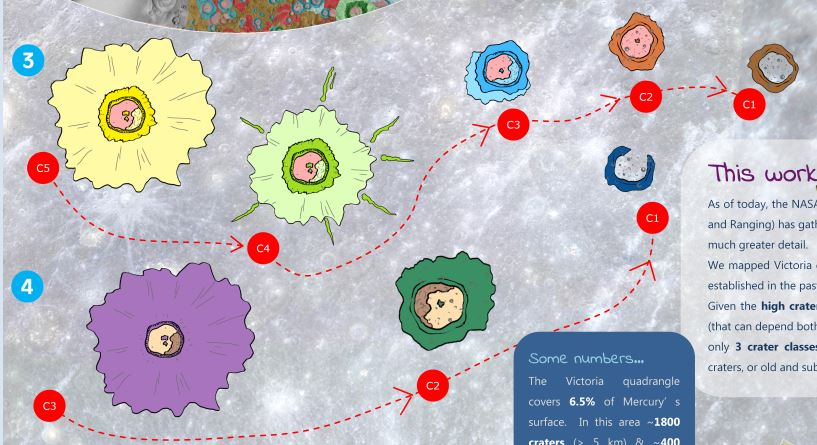 3
C5
C4
C3
C2
C1
C1
4
C3
C2
This work
As of today, the NASA
and Ranging) has gath
much greater detail.
We mapped Victoria
established in the pas
Given the high crater
(that can depend both
only 3 crater classes
craters, or old and sub
Some numbers...
The Victoria quadrangle
covers 6.5% of Mercury's
surface. In this area ~1800
craters (> 5 km) & ~400